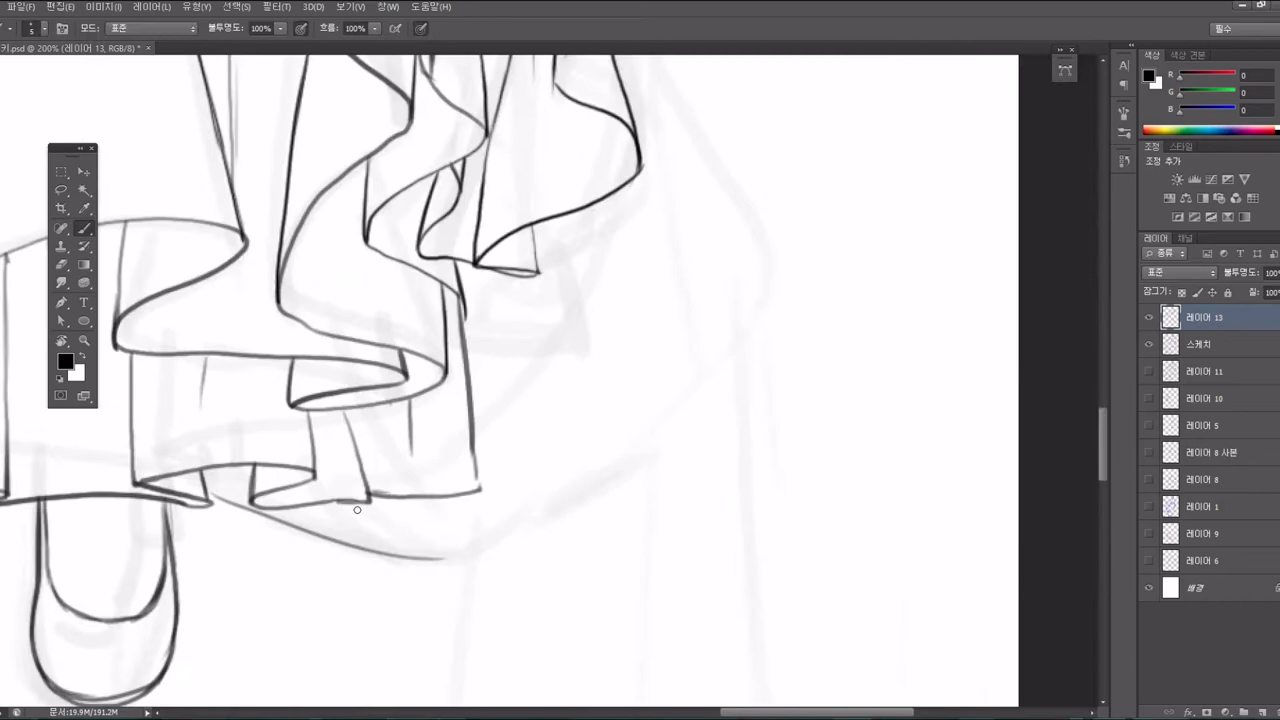 파일(F) 편집(E) 이미지(I) 레이어(L) 유형(Y) 선택(S) 필터(T) 3D(D) 보기(V) 창(W) 도움말(H)
5 모드: 표준 불투명도: 100% 흐름: 100% 필수
키.psd @ 200% (레이어 13, RGB/8) * ×
색상 색상 견본
R 0
G 0
B 0
조정 스타일
조정 추가
레이어 채널
종류
표준 불투명도: 100
잠그기: 칠: 100
레이어 13
스케치
레이어 11
레이어 10
레이어 5
레이어 8 사본
레이어 8
레이어 1
레이어 9
레이어 6
배경
문서:19.9M/191.2M